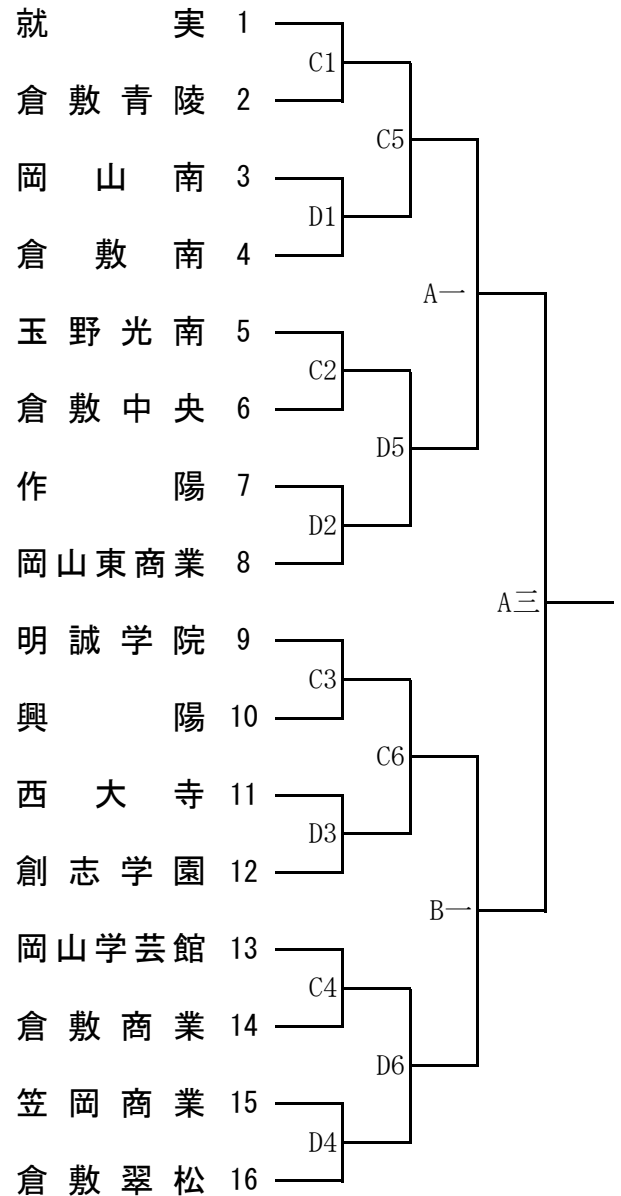 就実 1
C1
倉敷青陵 2
C5
岡山南 3
D1
倉敷南 4
A一
玉野光南 5
C2
倉敷中央 6
D5
作陽 7
D2
岡山東商業 8
A三
明誠学院 9
C3
興陽 10
C6
西大寺 11
D3
創志学園 12
B一
岡山学芸館 13
C4
倉敷商業 14
D6
笠岡商業 15
D4
倉敷翠松 16